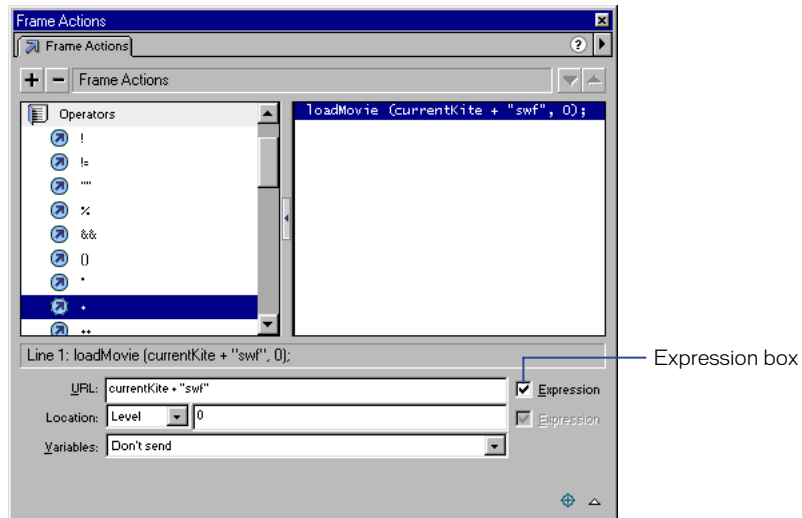 Frame Actions
Frame Actions
?
+ − Frame Actions
Operators
!
!=
""
%
&&
()
*
+
++
loadMovie (currentKite + "swf", 0);
Line 1: loadMovie (currentKite + "swf", 0);
URL: currentKite + "swf" Expression
Location: Level 0 Expression
Variables: Don't send
Expression box